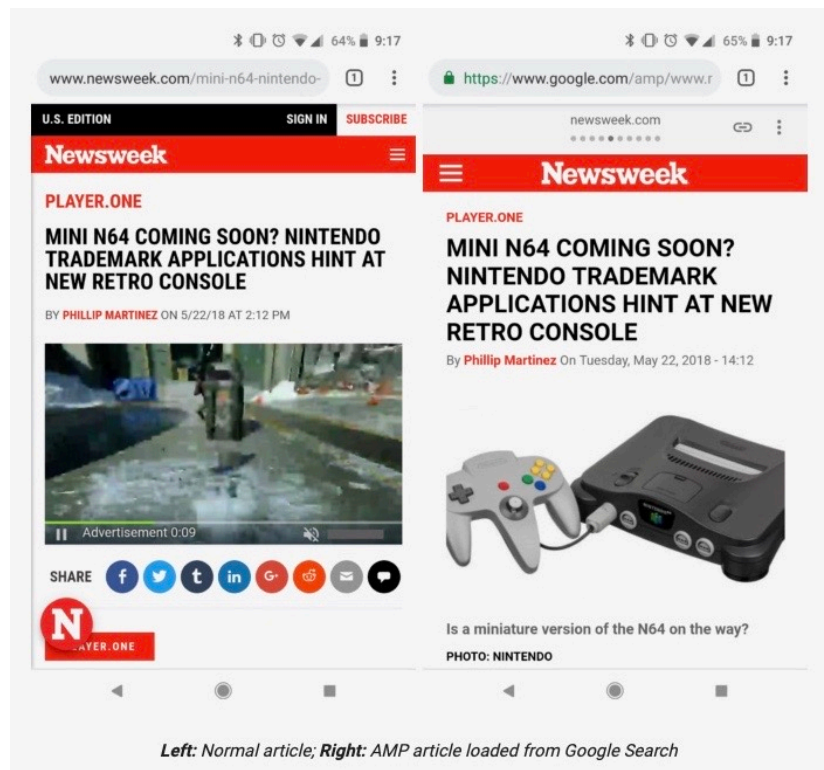 64% 9:17
www.newsweek.com/mini-n64-nintendo-
1
U.S. EDITION SIGN IN SUBSCRIBE
Newsweek
PLAYER.ONE
MINI N64 COMING SOON? NINTENDO
TRADEMARK APPLICATIONS HINT AT
NEW RETRO CONSOLE
BY PHILLIP MARTINEZ ON 5/22/18 AT 2:12 PM
Advertisement 0:09
SHARE f t in G+
N
PLAYER.ONE
65% 9:17
https://www.google.com/amp/www.r
1
newsweek.com
Newsweek
PLAYER.ONE
MINI N64 COMING SOON?
NINTENDO TRADEMARK
APPLICATIONS HINT AT NEW
RETRO CONSOLE
By Phillip Martinez On Tuesday, May 22, 2018 - 14:12
Is a miniature version of the N64 on the way?
PHOTO: NINTENDO
Left: Normal article; Right: AMP article loaded from Google Search